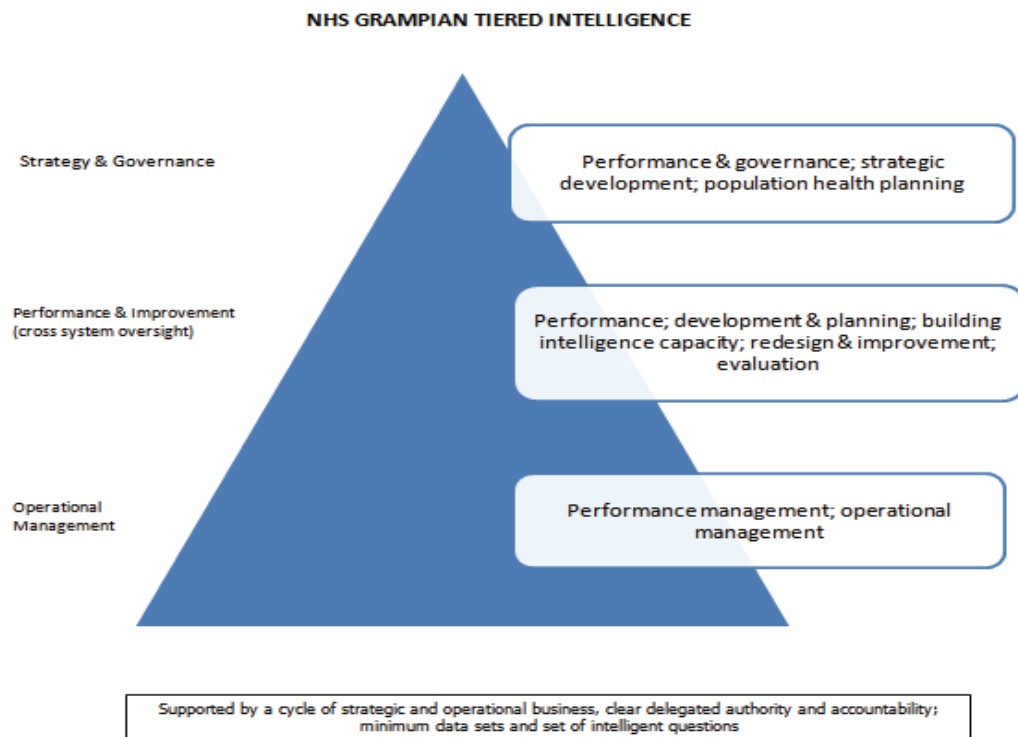 NHS GRAMPIAN TIERED INTELLIGENCE
Strategy & Governance
Performance & governance; strategic
development; population health planning
Performance & Improvement
(cross system oversight)
Performance; development & planning; building
intelligence capacity; redesign & improvement;
evaluation
Operational
Management
Performance management; operational
management
Supported by a cycle of strategic and operational business, clear delegated authority and accountability;
minimum data sets and set of intelligent questions